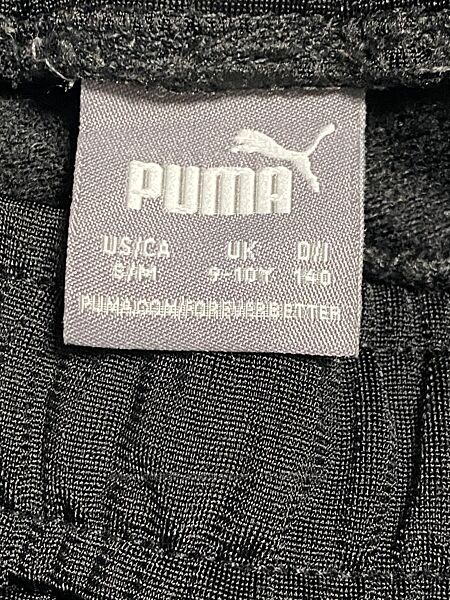 PUMA
US/CA UK D/I
S/M 9-10Y 140
PUMA.COM/FOREVERBETTER